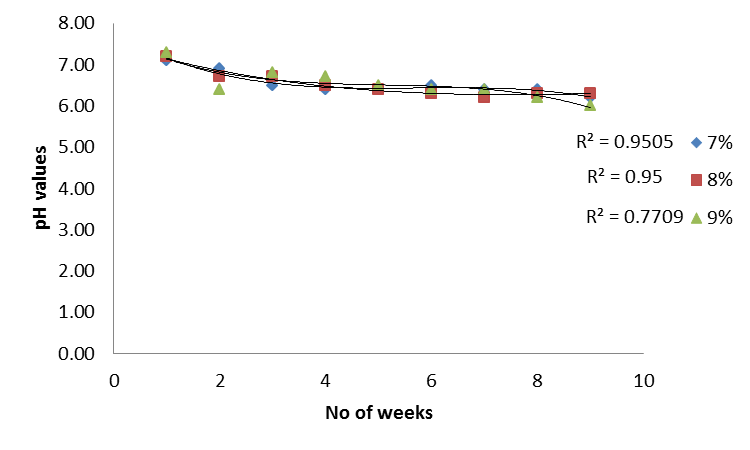 8.00
7.00
6.00
5.00
4.00
3.00
2.00
1.00
0.00
pH values
R² = 0.9505
7%
R² = 0.95
8%
R² = 0.7709
9%
0 2 4 6 8 10
No of weeks